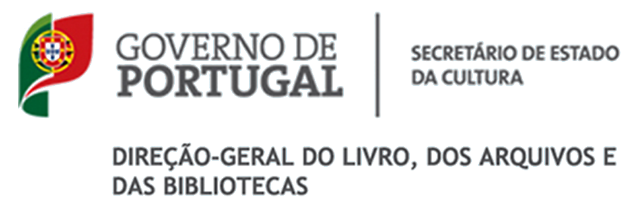 GOVERNO DE
PORTUGAL
SECRETÁRIO DE ESTADO
DA CULTURA
DIREÇÃO-GERAL DO LIVRO, DOS ARQUIVOS E
DAS BIBLIOTECAS